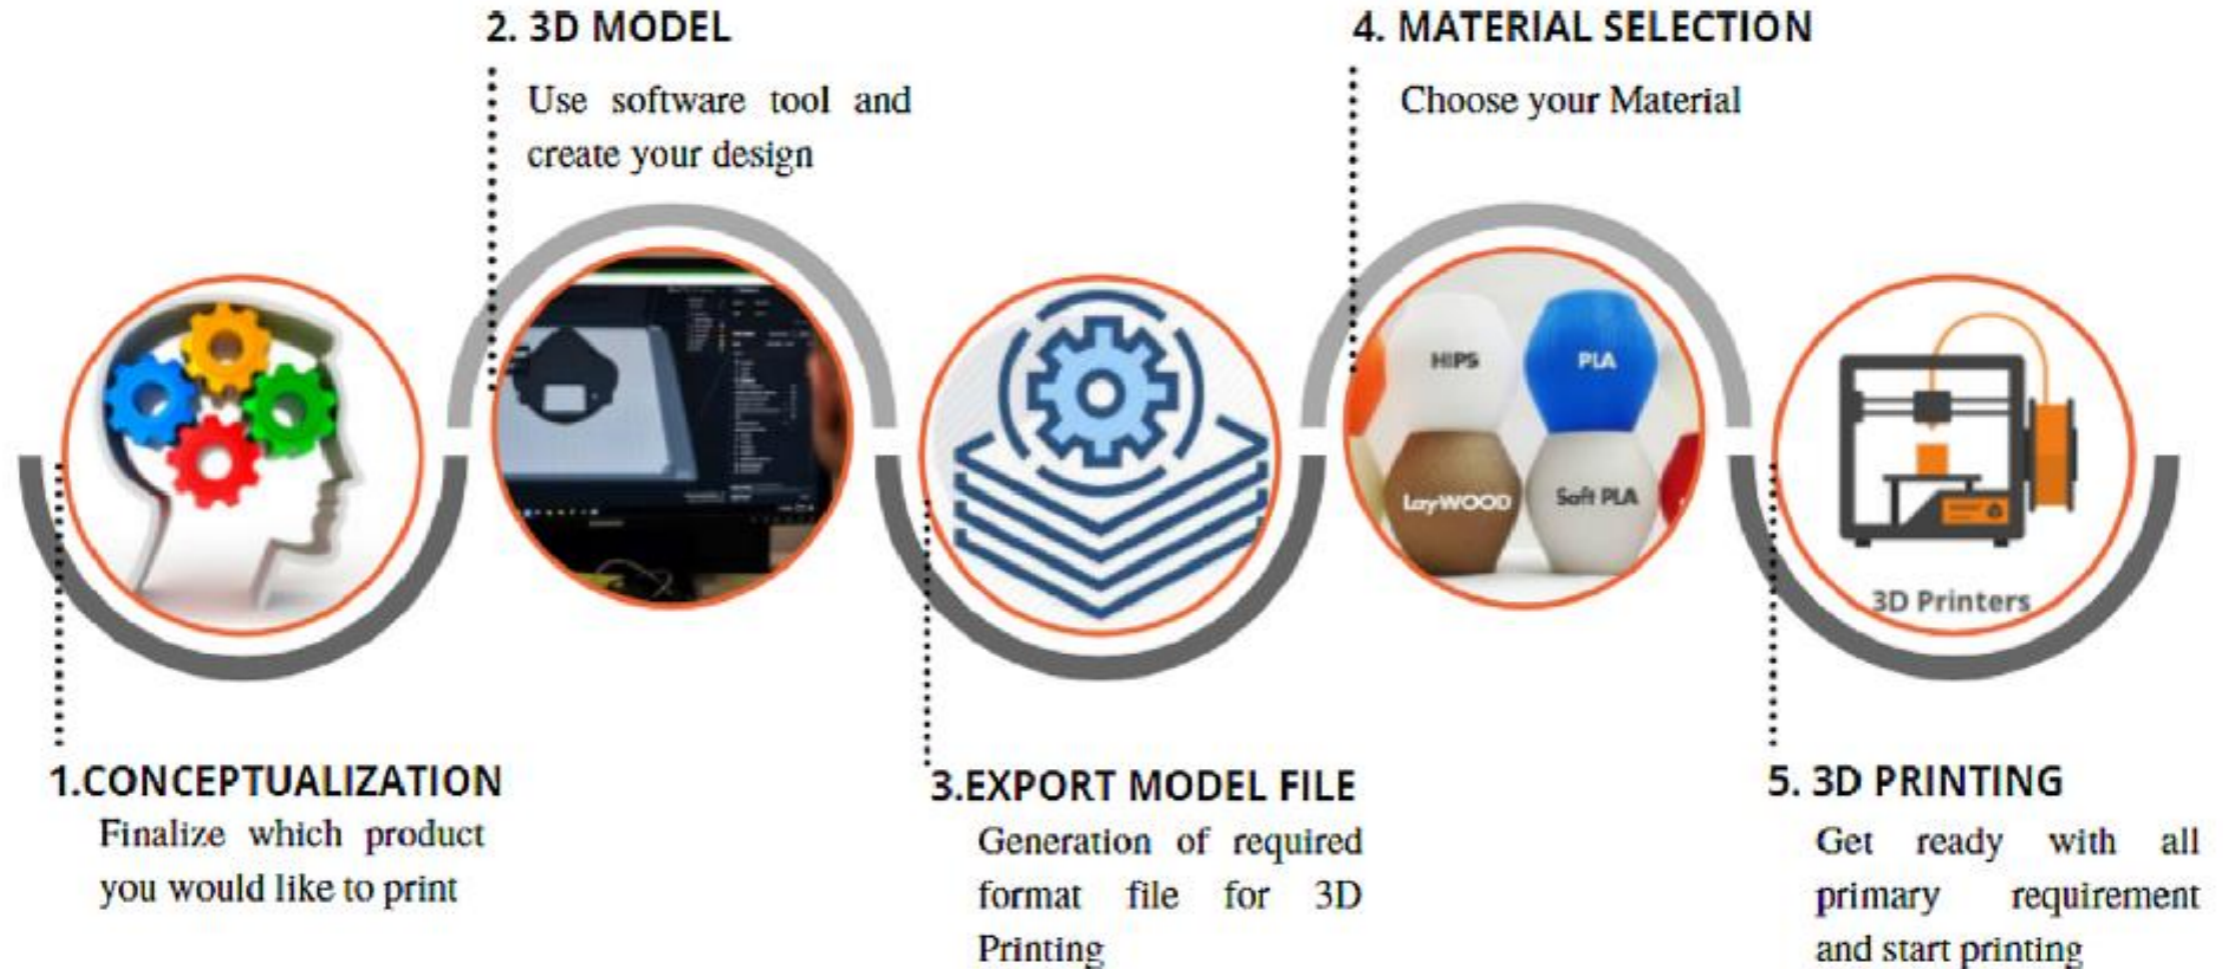 1.CONCEPTUALIZATION
Finalize which product
you would like to print
2. 3D MODEL
Use software tool and
create your design
3.EXPORT MODEL FILE
Generation of required
format file for 3D
Printing
4. MATERIAL SELECTION
Choose your Material
HIPS
PLA
LayWOOD
Soft PLA
5. 3D PRINTING
Get ready with all
primary requirement
and start printing
3D Printers